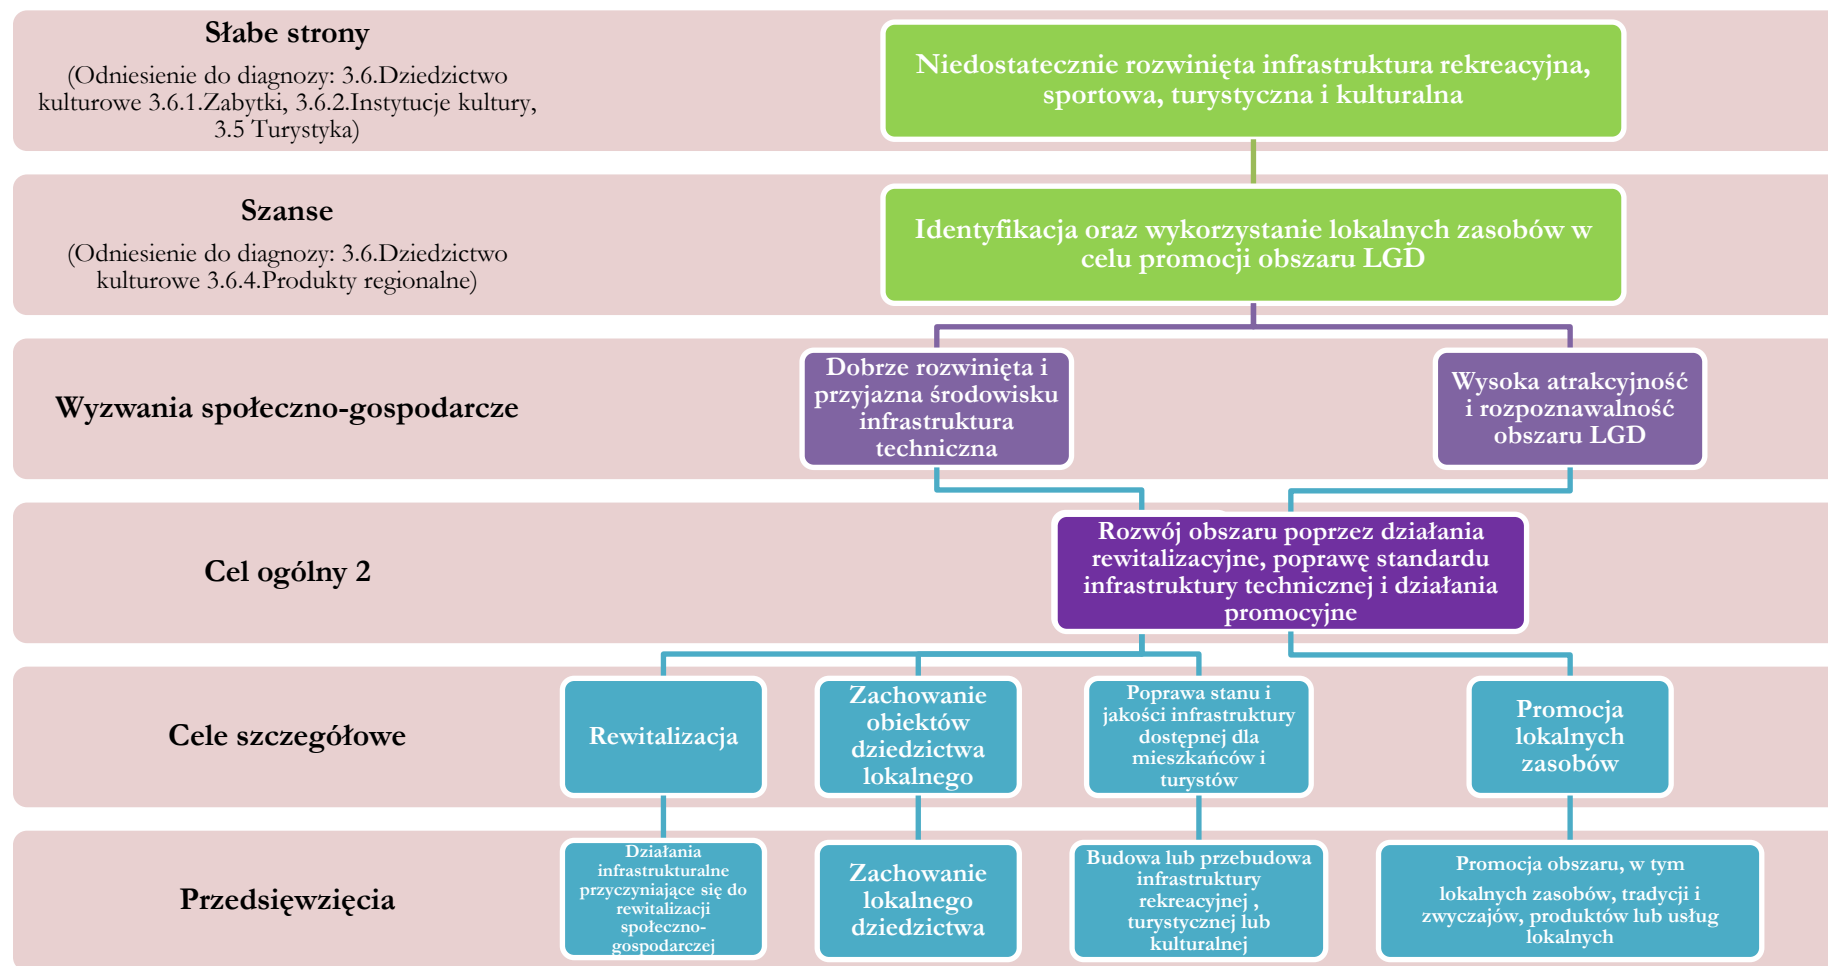 Słabe strony
(Odniesienie do diagnozy: 3.6.Dziedzictwo
kulturowe 3.6.1.Zabytki, 3.6.2.Instytucje kultury,
3.5 Turystyka)
Niedostatecznie rozwinięta infrastruktura rekreacyjna,
sportowa, turystyczna i kulturalna
Szanse
(Odniesienie do diagnozy: 3.6.Dziedzictwo
kulturowe 3.6.4.Produkty regionalne)
Identyfikacja oraz wykorzystanie lokalnych zasobów w
celu promocji obszaru LGD
Wyzwania społeczno-gospodarcze
Dobrze rozwinięta i
przyjazna środowisku
infrastruktura
techniczna
Wysoka atrakcyjność
i rozpoznawalność
obszaru LGD
Cel ogólny 2
Rozwój obszaru poprzez działania
rewitalizacyjne, poprawę standardu
infrastruktury technicznej i działania
promocyjne
Cele szczegółowe
Rewitalizacja
Zachowanie
obiektów
dziedzictwa
lokalnego
Poprawa stanu i
jakości infrastruktury
dostępnej dla
mieszkańców i
turystów
Promocja
lokalnych
zasobów
Przedsięwzięcia
Działania
infrastrukturalne
przyczyniające się do
rewitalizacji
społeczno-
gospodarczej
Zachowanie
lokalnego
dziedzictwa
Budowa lub przebudowa
infrastruktury
rekreacyjnej ,
turystycznej lub
kulturalnej
Promocja obszaru, w tym
lokalnych zasobów, tradycji i
zwyczajów, produktów lub usług
lokalnych